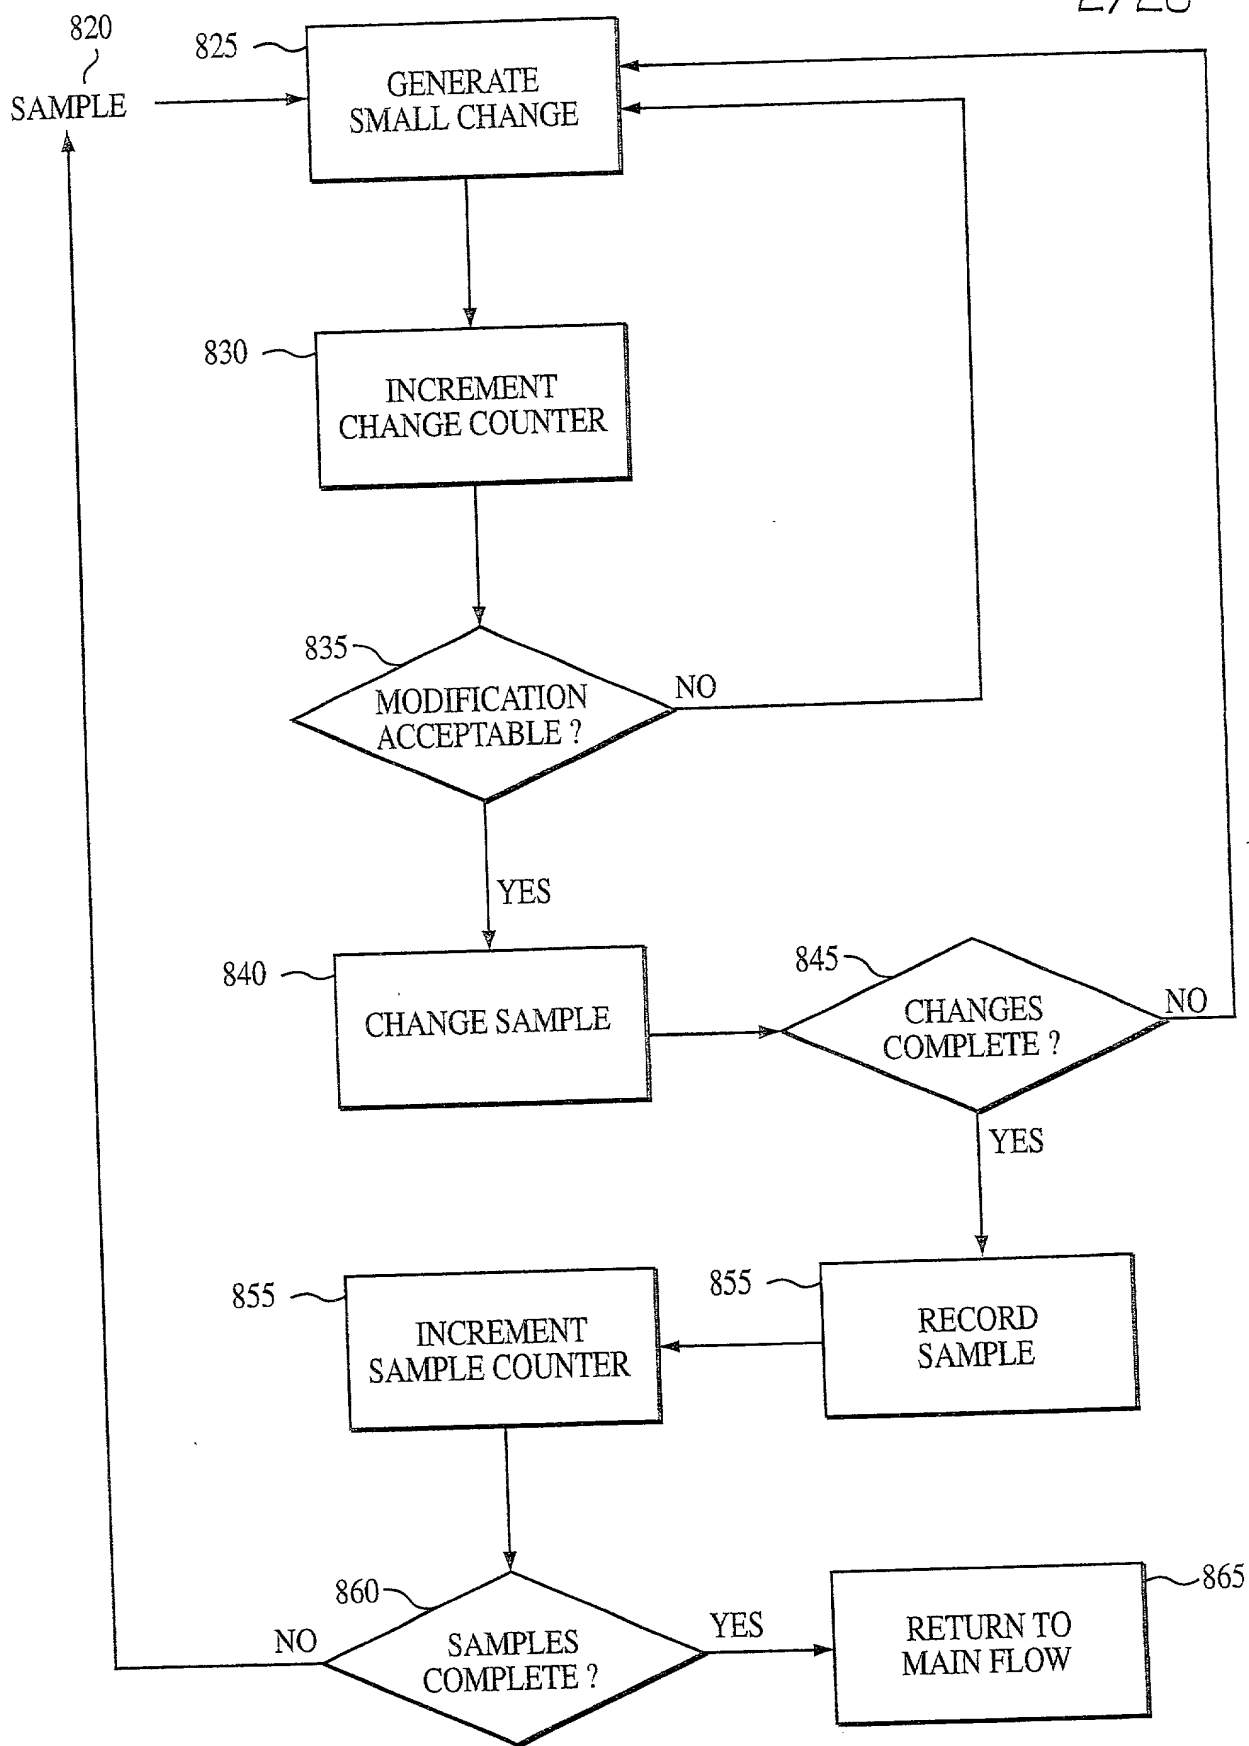 820
825
SAMPLE
GENERATE
SMALL CHANGE
830
INCREMENT
CHANGE COUNTER
835
MODIFICATION
ACCEPTABLE ?
NO
YES
840
CHANGE SAMPLE
845
CHANGES
COMPLETE ?
NO
YES
855
INCREMENT
SAMPLE COUNTER
855
RECORD
SAMPLE
860
NO
SAMPLES
COMPLETE ?
YES
865
RETURN TO
MAIN FLOW